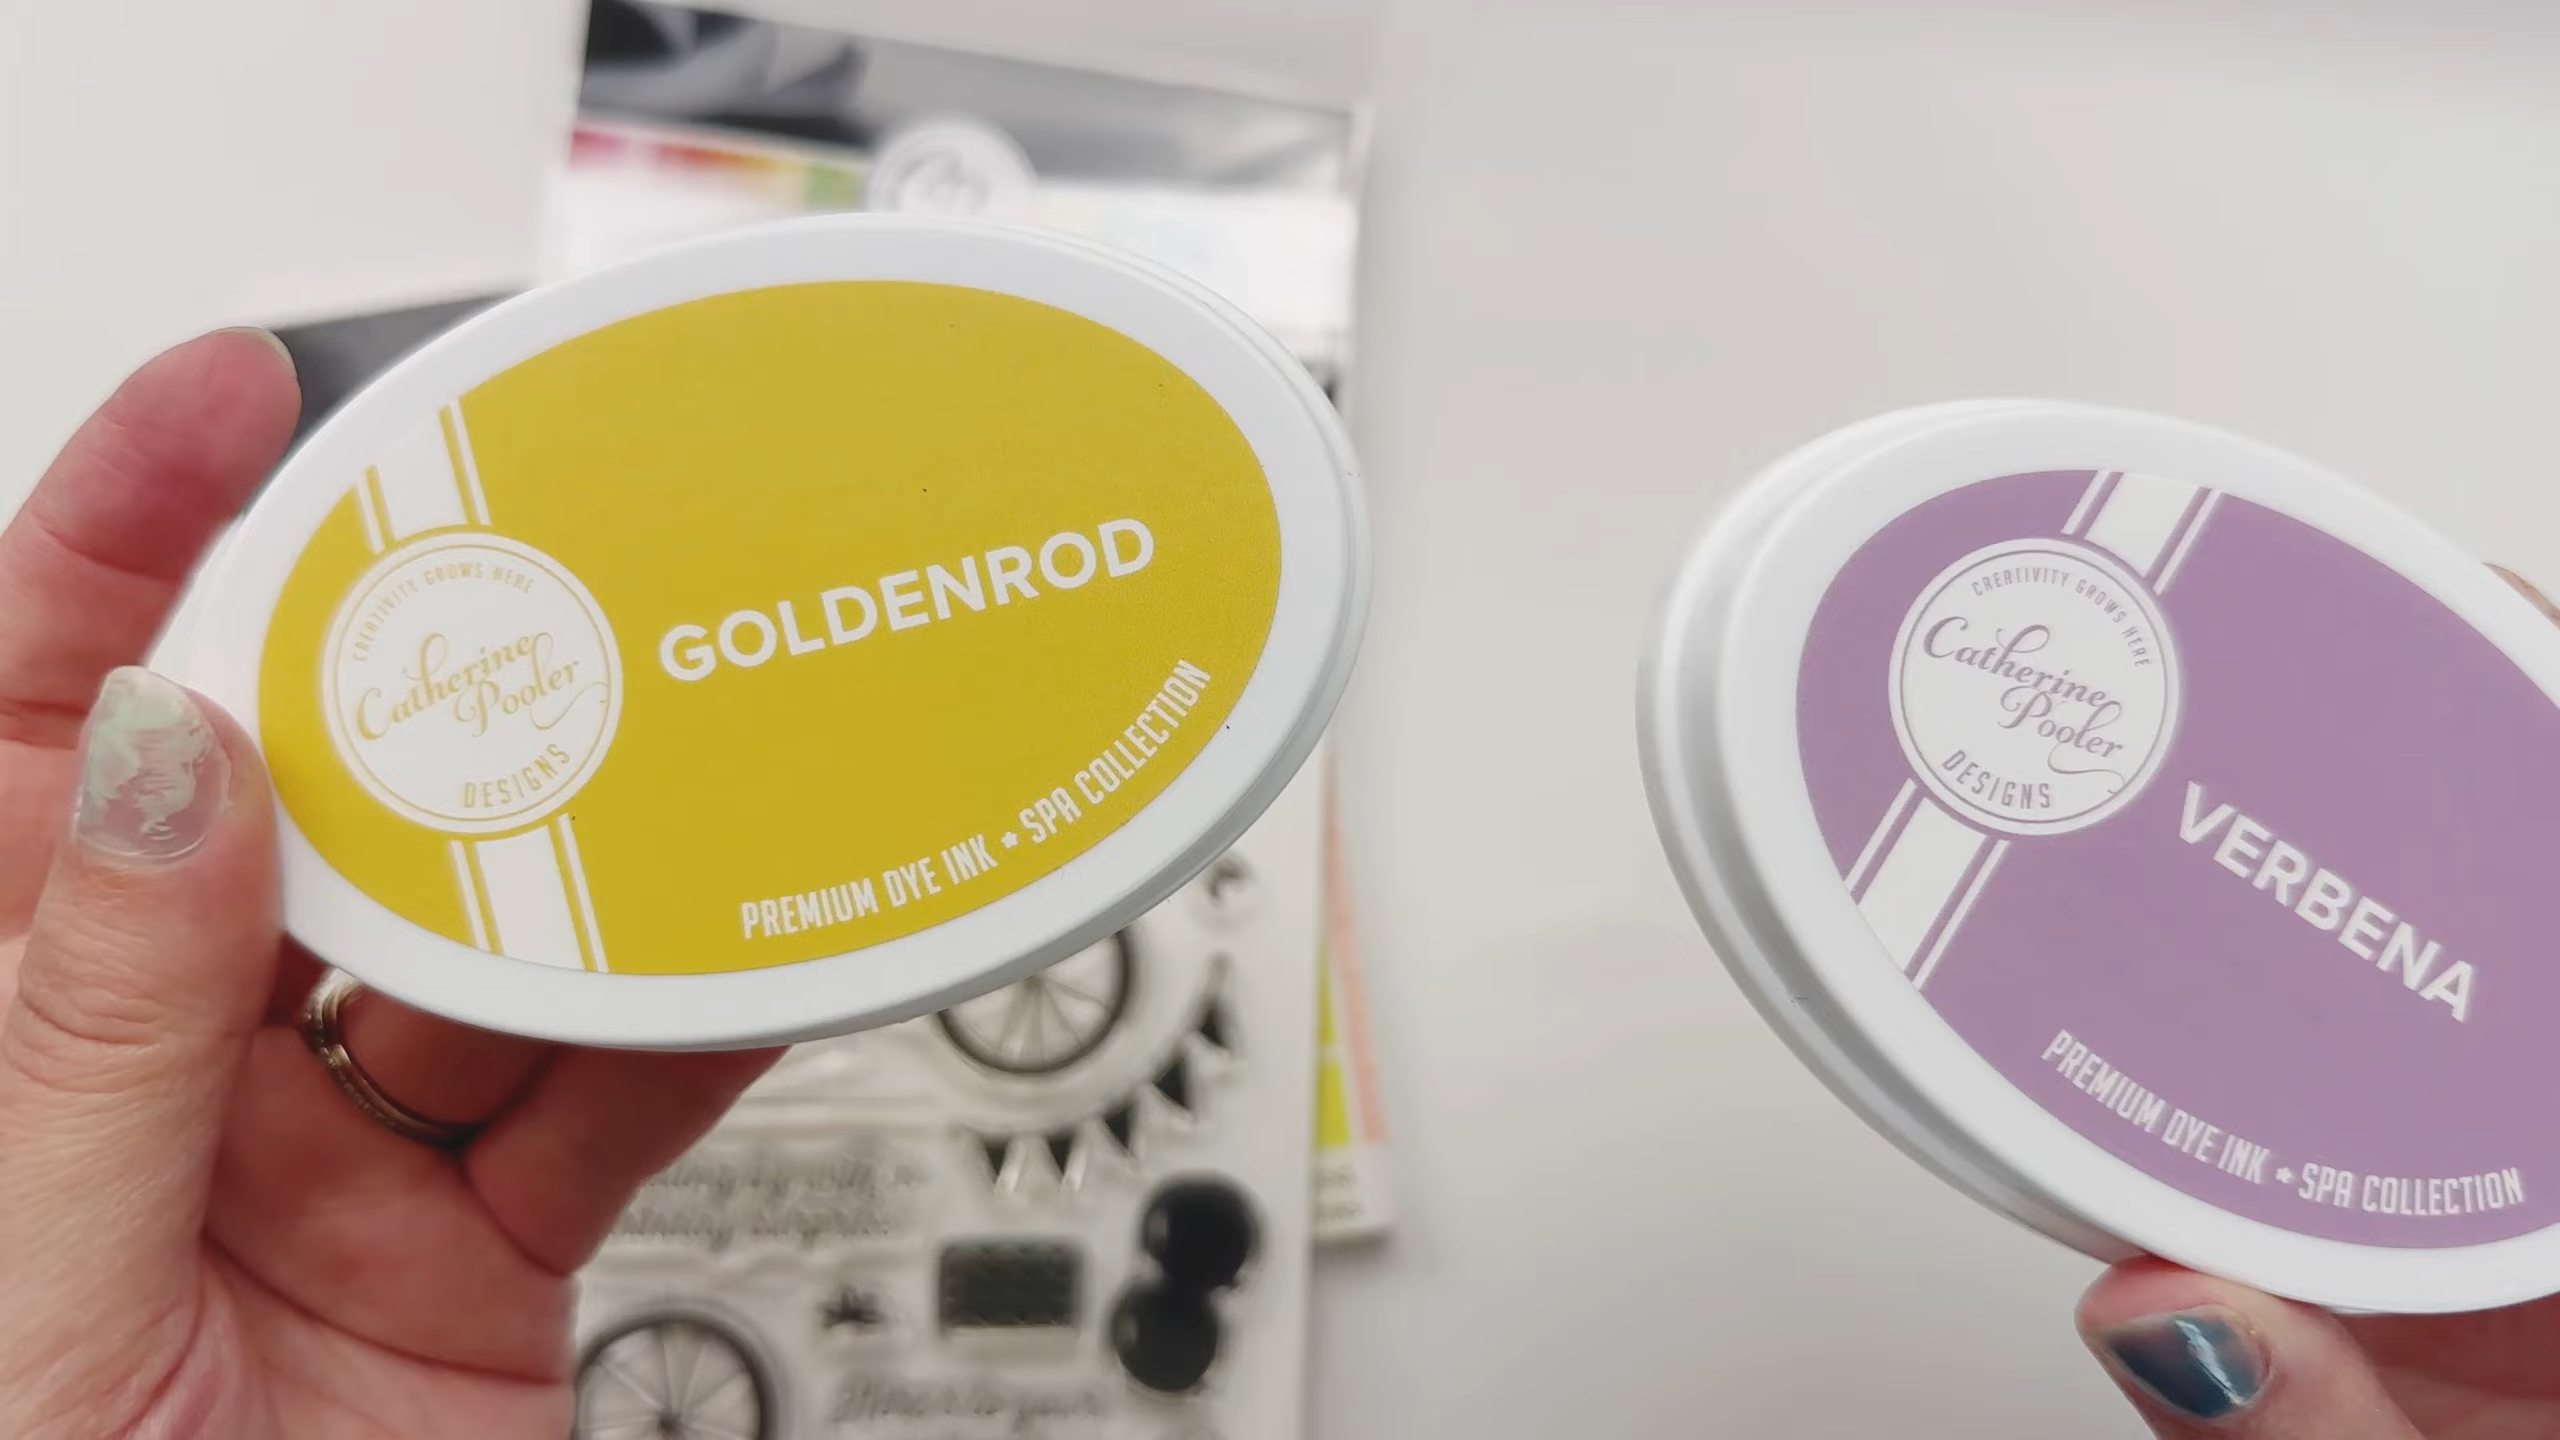 CREATIVITY GROWS HERE
Catherine
Pooler
DESIGNS
GOLDENROD
PREMIUM DYE INK * SPA COLLECTION
CREATIVITY GROWS HERE
Catherine
Pooler
DESIGNS
VERBENA
PREMIUM DYE INK * SPA COLLECTION